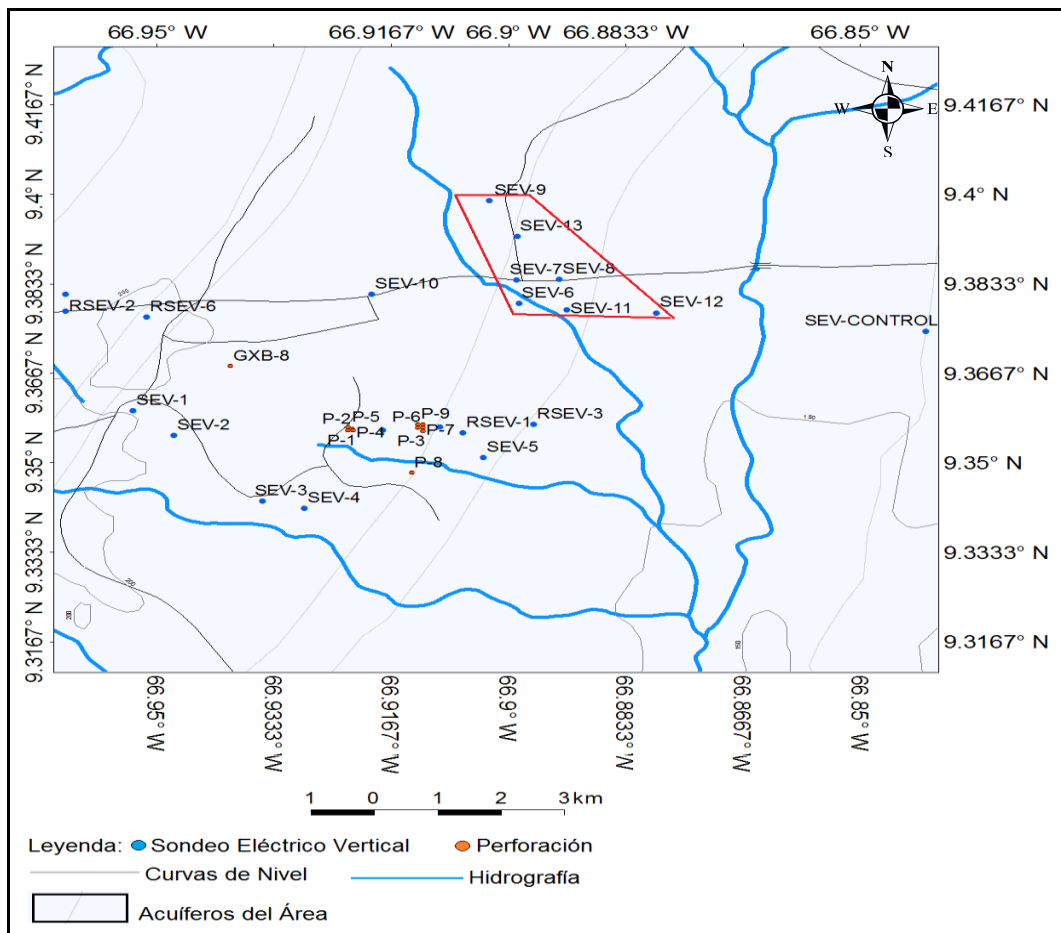 66.95° W 66.9167° W 66.9° W 66.8833° W 66.85° W
N
W E
S
9.4167° N 9.4167° N
SEV-9
9.4° N 9.4° N
SEV-13
SEV-7 SEV-8
9.3833° N 9.3833° N
SEV-10
200
RSEV-2 RSEV-6
SEV-6
SEV-11 SEV-12
SEV-CONTROL
GXB-8
9.3667° N 9.3667° N
SEV-1
150
SEV-2
P-2 P-5 P-6 P-9
P-1 P-4 P-3 P-7
RSEV-1 RSEV-3
SEV-5
P-8
9.35° N 9.35° N
SEV-3 SEV-4
9.3333° N 9.3333° N
200
200
150
9.3167° N 9.3167° N
66.95° W 66.9333° W 66.9167° W 66.9° W 66.8833° W 66.8667° W 66.85° W
1 0 1 2 3 km
Leyenda: Sondeo Eléctrico Vertical Perforación
Curvas de Nivel Hidrografía
Acuíferos del Área